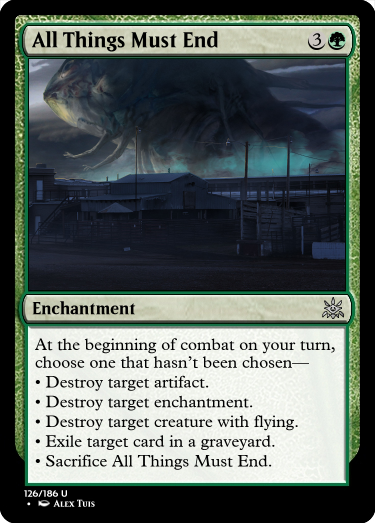 All Things Must End 3
Enchantment
At the beginning of combat on your turn,
choose one that hasn't been chosen—
• Destroy target artifact.
• Destroy target enchantment.
• Destroy target creature with flying.
• Exile target card in a graveyard.
• Sacrifice All Things Must End.
126/186 U
• Alex Tuis